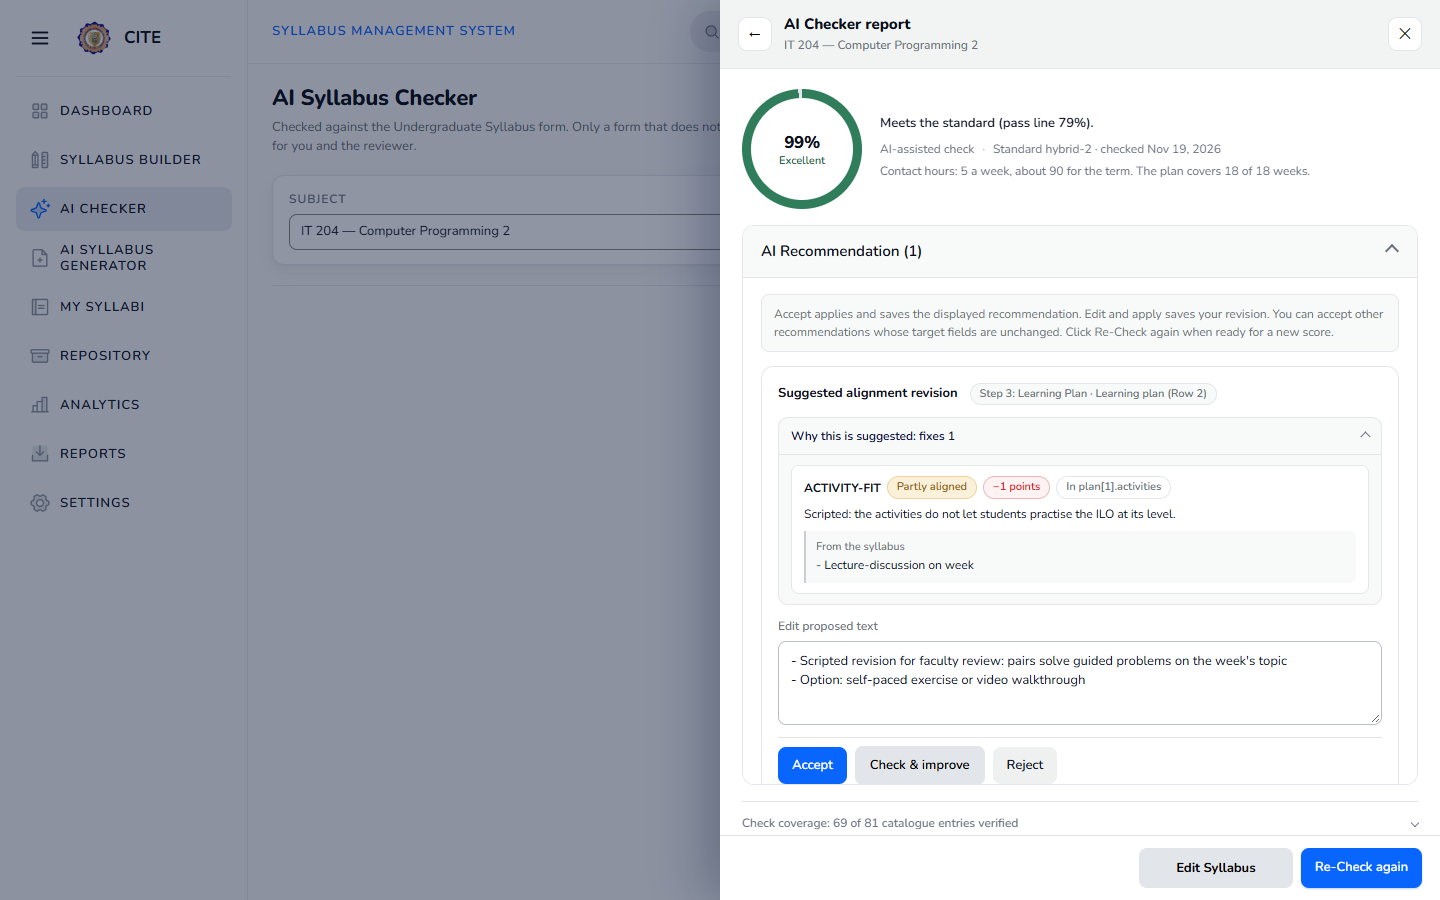 CITE
DASHBOARD
SYLLABUS BUILDER
AI CHECKER
AI SYLLABUS
GENERATOR
MY SYLLABI
REPOSITORY
ANALYTICS
REPORTS
SETTINGS
SYLLABUS MANAGEMENT SYSTEM
AI Syllabus Checker
Checked against the Undergraduate Syllabus form. Only a form that does not
for you and the reviewer.
SUBJECT
IT 204 — Computer Programming 2
←
AI Checker report
IT 204 — Computer Programming 2
99%
Excellent
Meets the standard (pass line 79%).
AI-assisted check · Standard hybrid-2 · checked Nov 19, 2026
Contact hours: 5 a week, about 90 for the term. The plan covers 18 of 18 weeks.
AI Recommendation (1)
Accept applies and saves the displayed recommendation. Edit and apply saves your revision. You can accept other
recommendations whose target fields are unchanged. Click Re-Check again when ready for a new score.
Suggested alignment revision Step 3: Learning Plan · Learning plan (Row 2)
Why this is suggested: fixes 1
ACTIVITY-FIT Partly aligned −1 points In plan[1].activities
Scripted: the activities do not let students practise the ILO at its level.
From the syllabus
- Lecture-discussion on week
Edit proposed text
- Scripted revision for faculty review: pairs solve guided problems on the week's topic
- Option: self-paced exercise or video walkthrough
Accept Check & improve Reject
Check coverage: 69 of 81 catalogue entries verified
Edit Syllabus Re-Check again